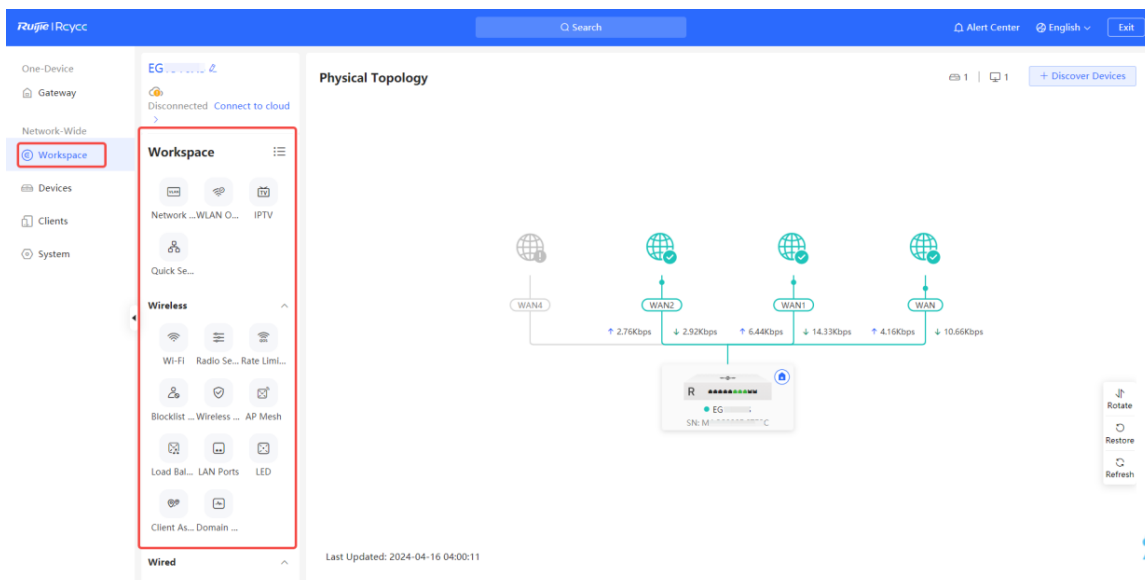 Ruijie | Rcycc
Search
Alert Center
English
Exit
One-Device
Gateway
Network-Wide
Workspace
Devices
Clients
System
EG
Disconnected Connect to cloud
Workspace
Network ... WLAN O... IPTV
Quick Se...
Wireless
Wi-Fi Radio Se... Rate Limi...
Blocklist ... Wireless ... AP Mesh
Load Bal... LAN Ports LED
Client As... Domain ...
Wired
Physical Topology
1 | 1
+ Discover Devices
WAN4 WAN2 WAN1 WAN
2.76Kbps 2.92Kbps 6.44Kbps 14.33Kbps 4.16Kbps 10.66Kbps
R
EG
SN: M C
Rotate
Restore
Refresh
Last Updated: 2024-04-16 04:00:11